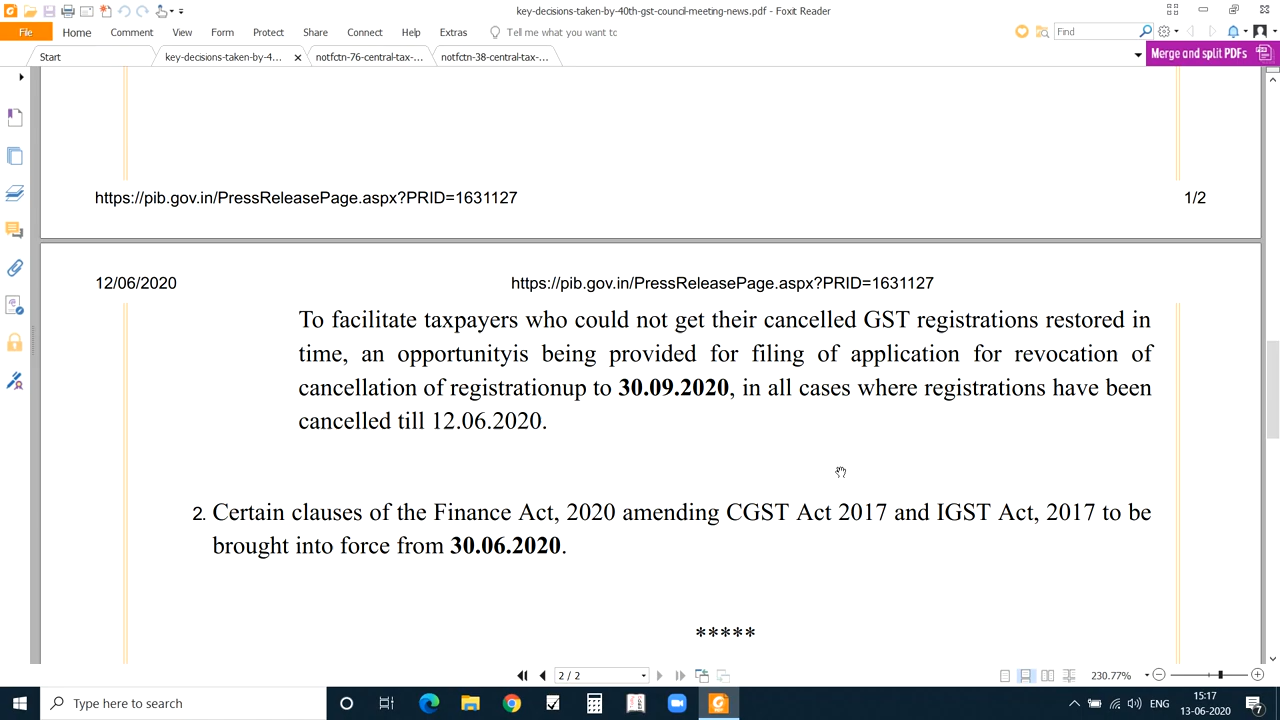 key-decisions-taken-by-40th-gst-council-meeting-news.pdf - Foxit Reader
File Home Comment View Form Protect Share Connect Help Extras Tell me what you want tc Find
Start key-decisions-taken-by-4... notfctn-76-central-tax-... notfctn-38-central-tax-... Merge and split PDFs
https://pib.gov.in/PressReleasePage.aspx?PRID=1631127 1/2
12/06/2020 https://pib.gov.in/PressReleasePage.aspx?PRID=1631127
To facilitate taxpayers who could not get their cancelled GST registrations restored in
time, an opportunityis being provided for filing of application for revocation of
cancellation of registrationup to 30.09.2020, in all cases where registrations have been
cancelled till 12.06.2020.
2. Certain clauses of the Finance Act, 2020 amending CGST Act 2017 and IGST Act, 2017 to be
brought into force from 30.06.2020.
*****
2 / 2 230.77%
Type here to search ENG 15:17
13-06-2020 7